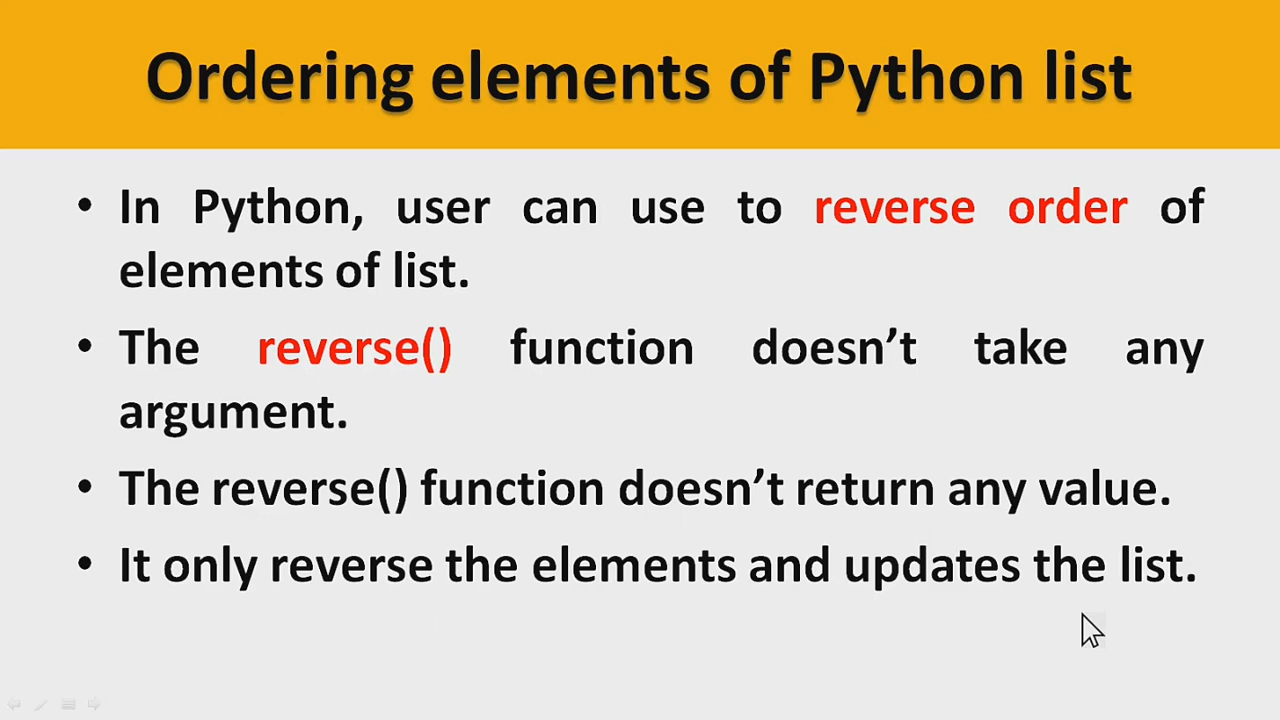 Ordering elements of Python list
• In Python, user can use to reverse order of
elements of list.
• The reverse() function doesn’t take any
argument.
• The reverse() function doesn’t return any value.
• It only reverse the elements and updates the list.